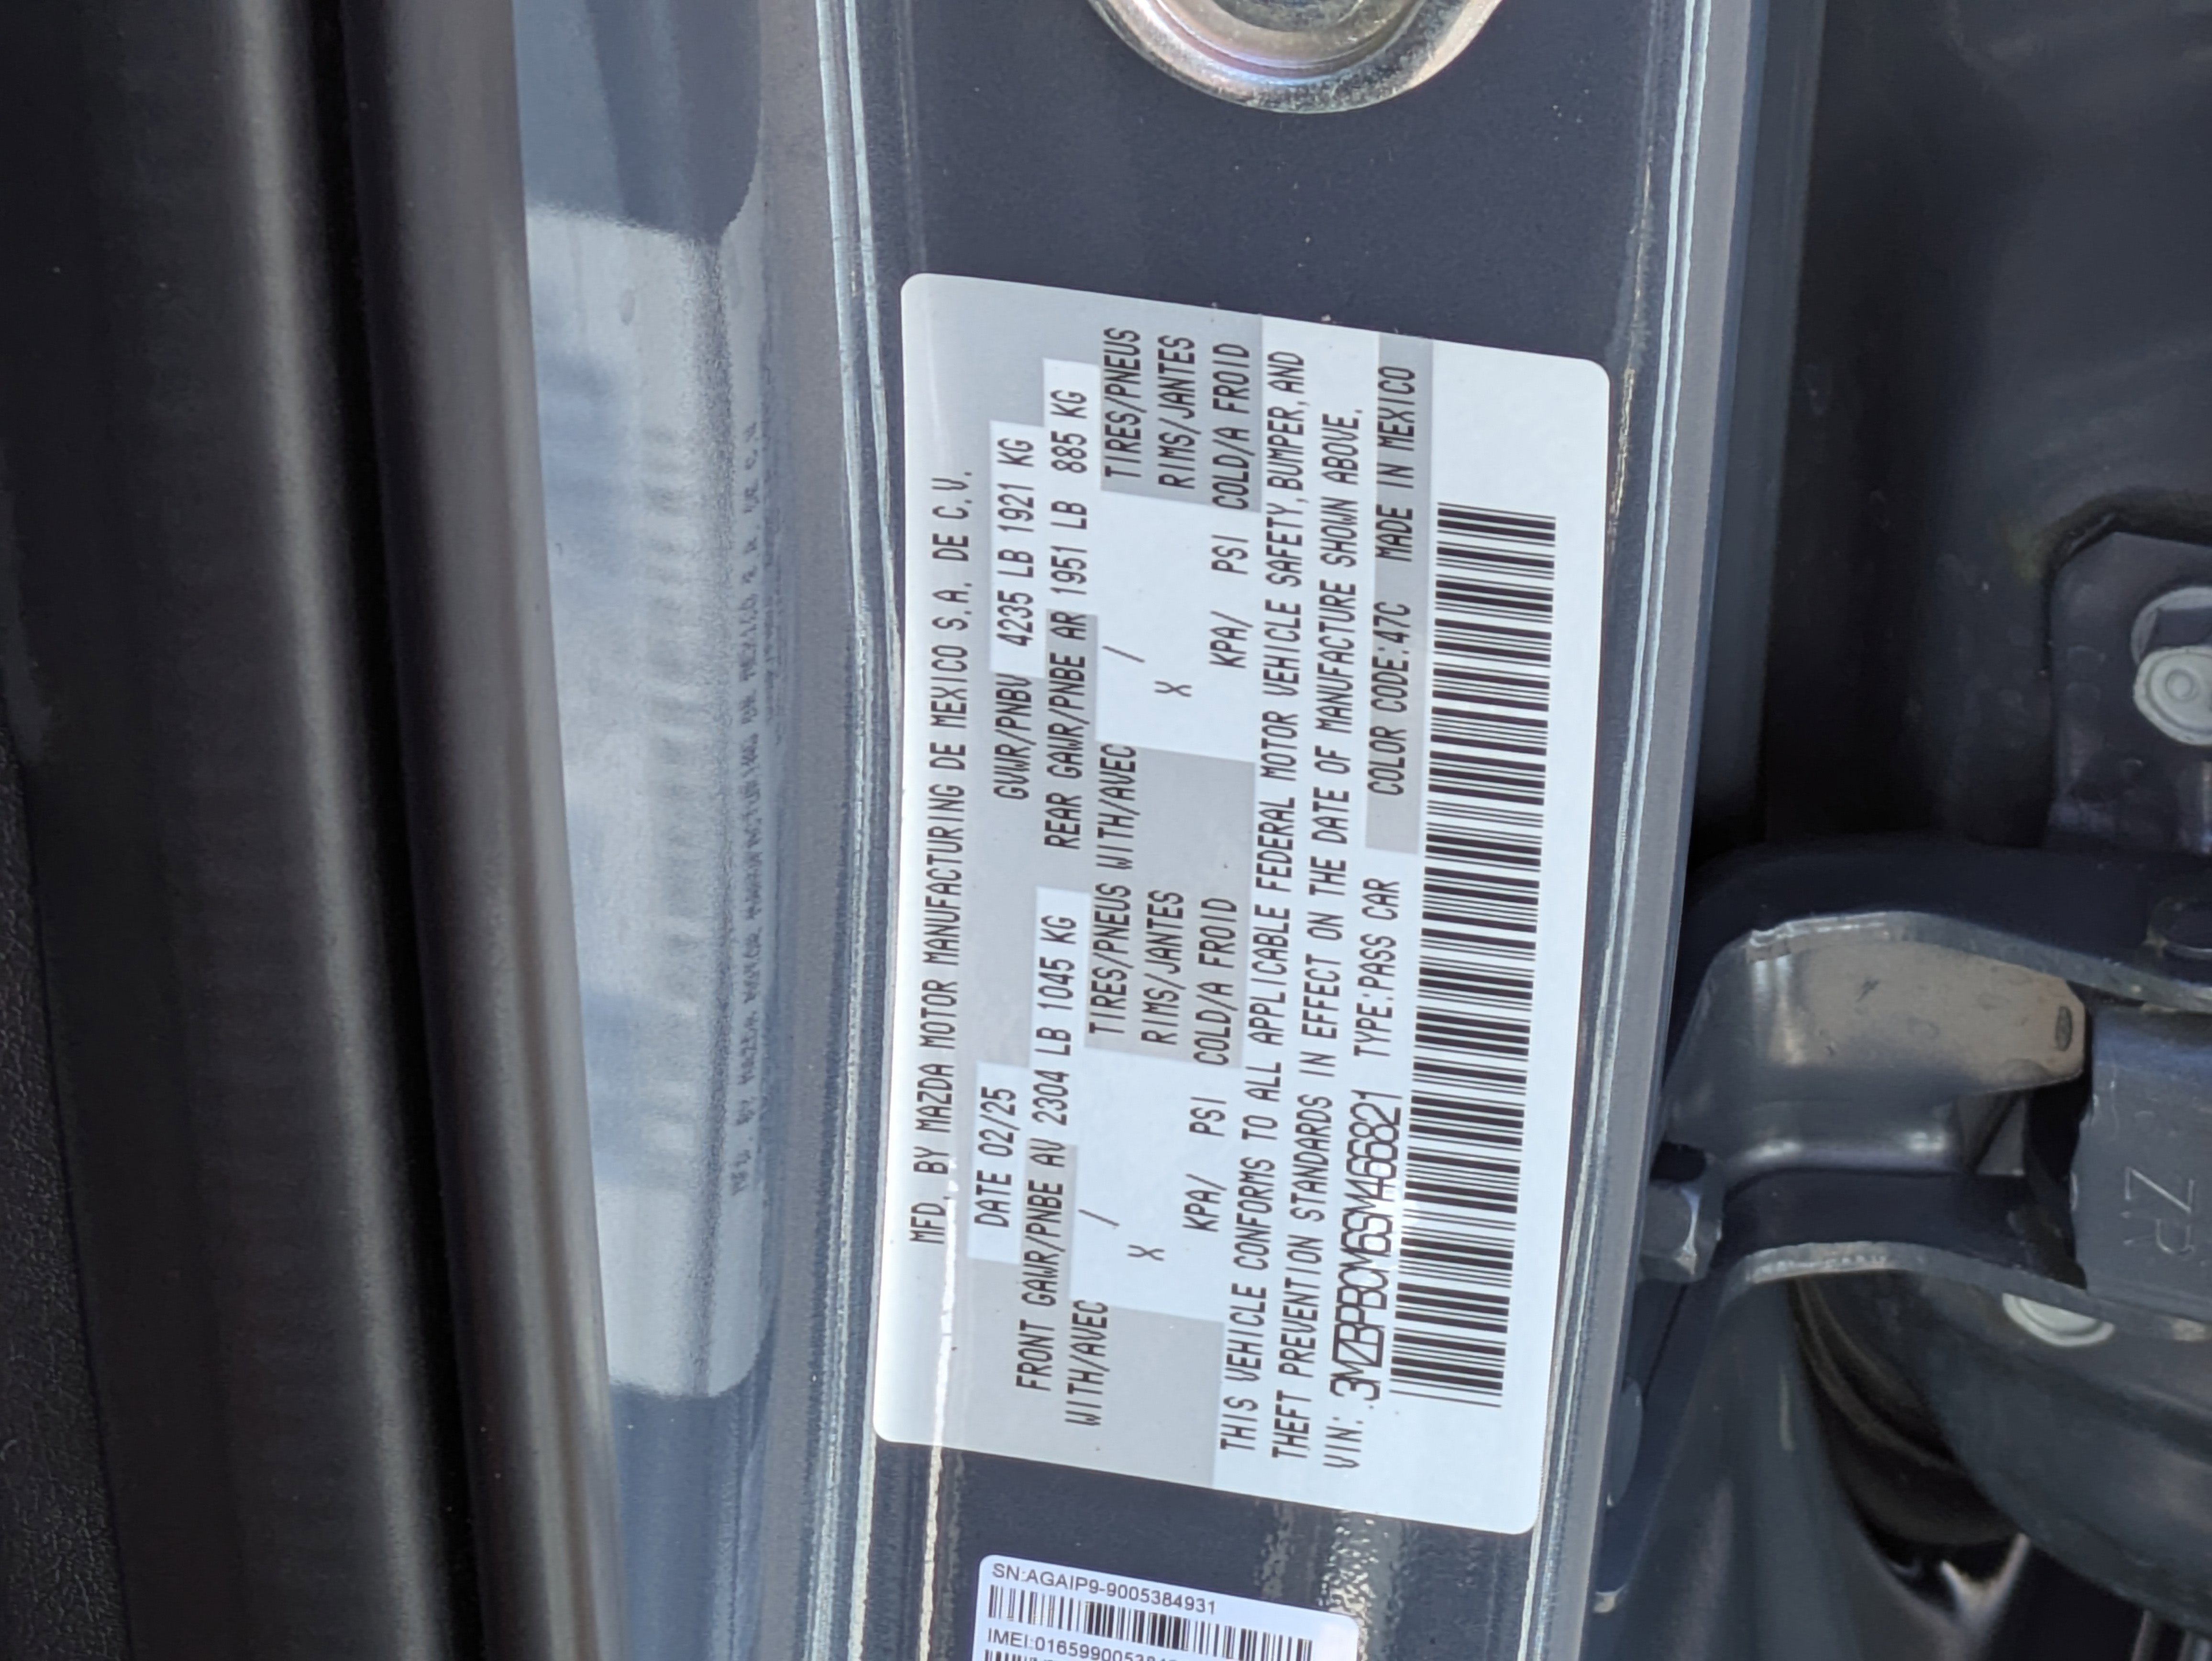 MFD. BY MAZDA MOTOR MANUFACTURING DE MEXICO S.A. DE C.V.
DATE 02/25 GVWR/PNBV 4235 LB 1921 KG
FRONT GAWR/PNBE AV 2304 LB 1045 KG REAR GAWR/PNBE AR 1951 LB 885 KG
WITH/AVEC / TIRES/PNEUS WITH/AVEC / TIRES/PNEUS
X RIMS/JANTES X RIMS/JANTES
KPA/ PSI COLD/A FROID KPA/ PSI COLD/A FROID
THIS VEHICLE CONFORMS TO ALL APPLICABLE FEDERAL MOTOR VEHICLE SAFETY, BUMPER, AND
THEFT PREVENTION STANDARDS IN EFFECT ON THE DATE OF MANUFACTURE SHOWN ABOVE.
VIN: 3MZBPBCM6SM466821 TYPE:PASS CAR COLOR CODE:47C MADE IN MEXICO
SN:AGAIP9-9005384931
ZR